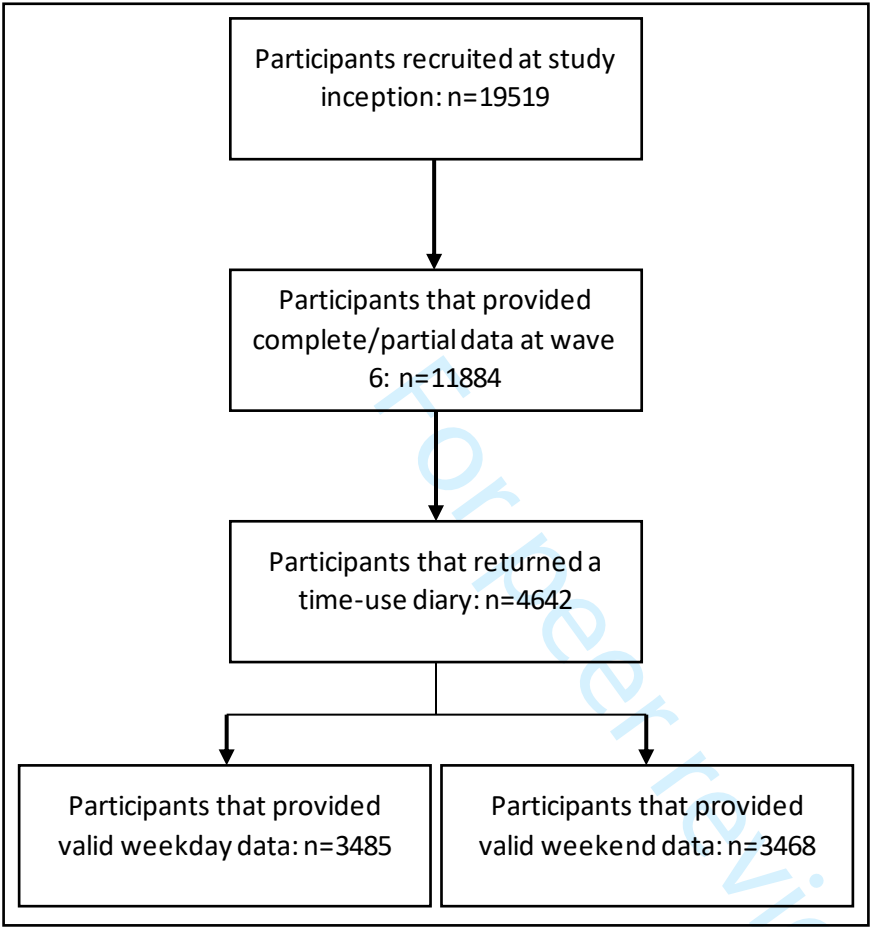 Participants recruited at study
inception: n=19519
Participants that provided
complete/partial data at wave
6: n=11884
Participants that returned a
time-use diary: n=4642
Participants that provided
valid weekday data: n=3485
Participants that provided
valid weekend data: n=3468
For peer revie